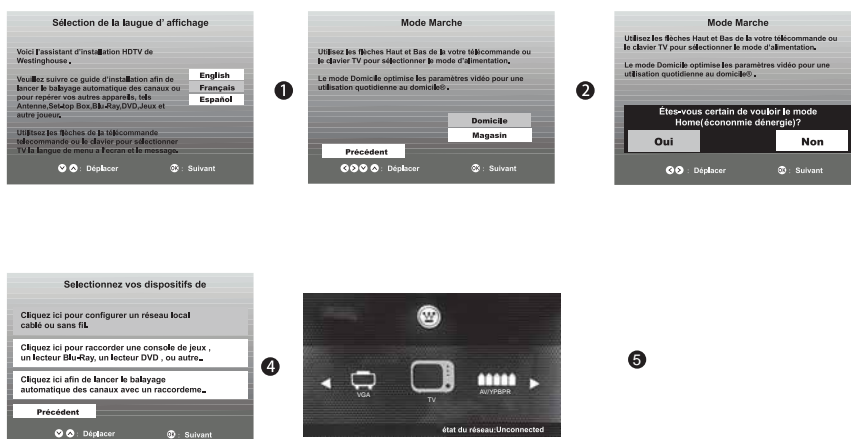 Sélection de la laugue d' affichage
Voici l'assistant d'installation HDTV de
Westinghouse .
Veuillez suivre ce guide d'installation afin de
lancer le balayage automatique des canaux ou
pour repérer vos autres appareils, tels
Antenne,Set-top Box,Blu-Ray,DVD,Jeux et
autre joueur.
Utilitsez les flèches de la télécommande
telecommande ou le clavier pour sélectionner
TV la langue de menu a l'ecran et le message.
English
Français
Español
: Déplacer
OK : Suivant
1
Mode Marche
Utilisez les flèches Haut et Bas de la votre télécommande ou
le clavier TV pour sélectionner le mode d'alimentation.
Le mode Domicile optimise les paramètres vidéo pour une
utilisation quotidienne au domicile® .
Domicile
Magasin
Précédent
: Déplacer
OK : Suivant
2
Mode Marche
Utilisez les flèches Haut et Bas de la votre télécommande ou
le clavier TV pour sélectionner le mode d'alimentation.
Le mode Domicile optimise les paramètres vidéo pour une
utilisation quotidienne au domicile® .
Étes-vous certain de vouloir le mode
Home(éconnomie dénergie)?
Oui
Non
: Déplacer
OK : Suivant
Selectionnez vos dispositifs de
Cliquez ici pour configurer un réseau local
cablé ou sans fil.
Cliquez ici pour raccorder une console de jeux ,
un lecteur Blu-Ray, un lecteur DVD , ou autre..
Cliquez ici afin de lancer le balayage
automatique des canaux avec un raccordeme..
Précédent
: Déplacer
OK : Suivant
4
VGA
TV
AV/YPBPR
état du réseau:Unconnected
5